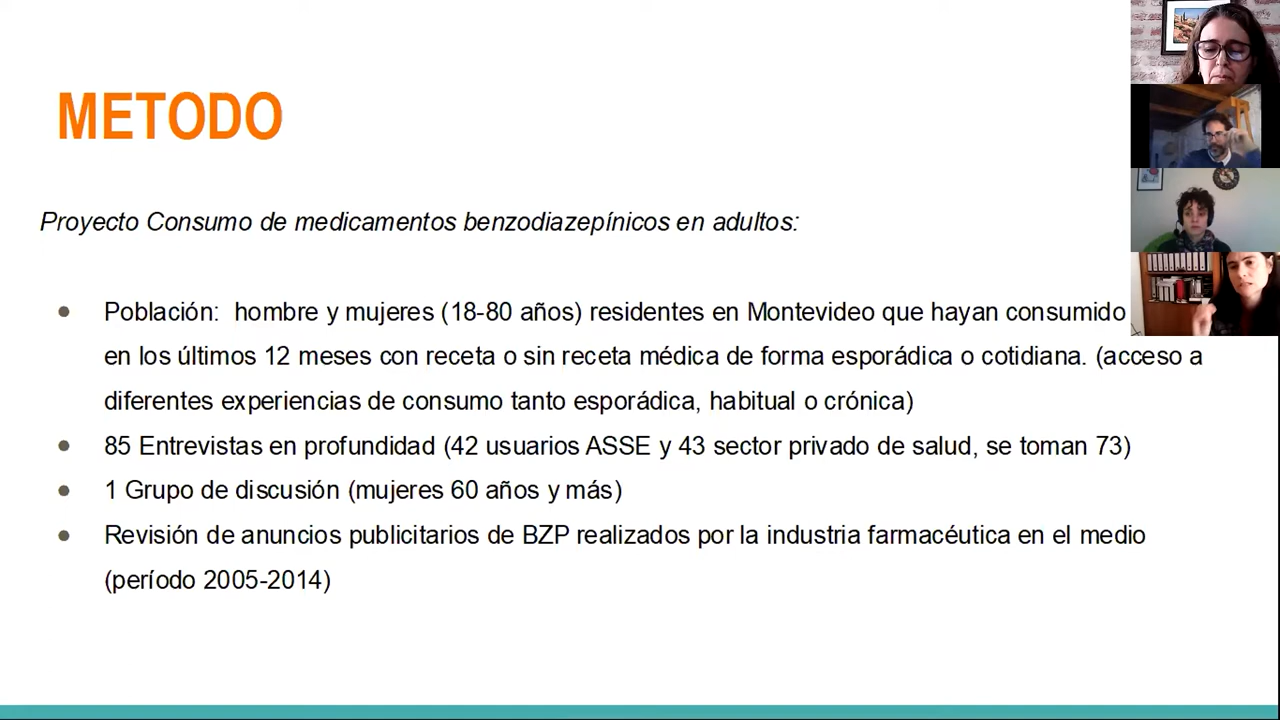 METODO
Proyecto Consumo de medicamentos benzodiazepínicos en adultos:
● Población: hombre y mujeres (18-80 años) residentes en Montevideo que hayan consumido
en los últimos 12 meses con receta o sin receta médica de forma esporádica o cotidiana. (acceso a
diferentes experiencias de consumo tanto esporádica, habitual o crónica)
● 85 Entrevistas en profundidad (42 usuarios ASSE y 43 sector privado de salud, se toman 73)
● 1 Grupo de discusión (mujeres 60 años y más)
● Revisión de anuncios publicitarios de BZP realizados por la industria farmacéutica en el medio
(período 2005-2014)